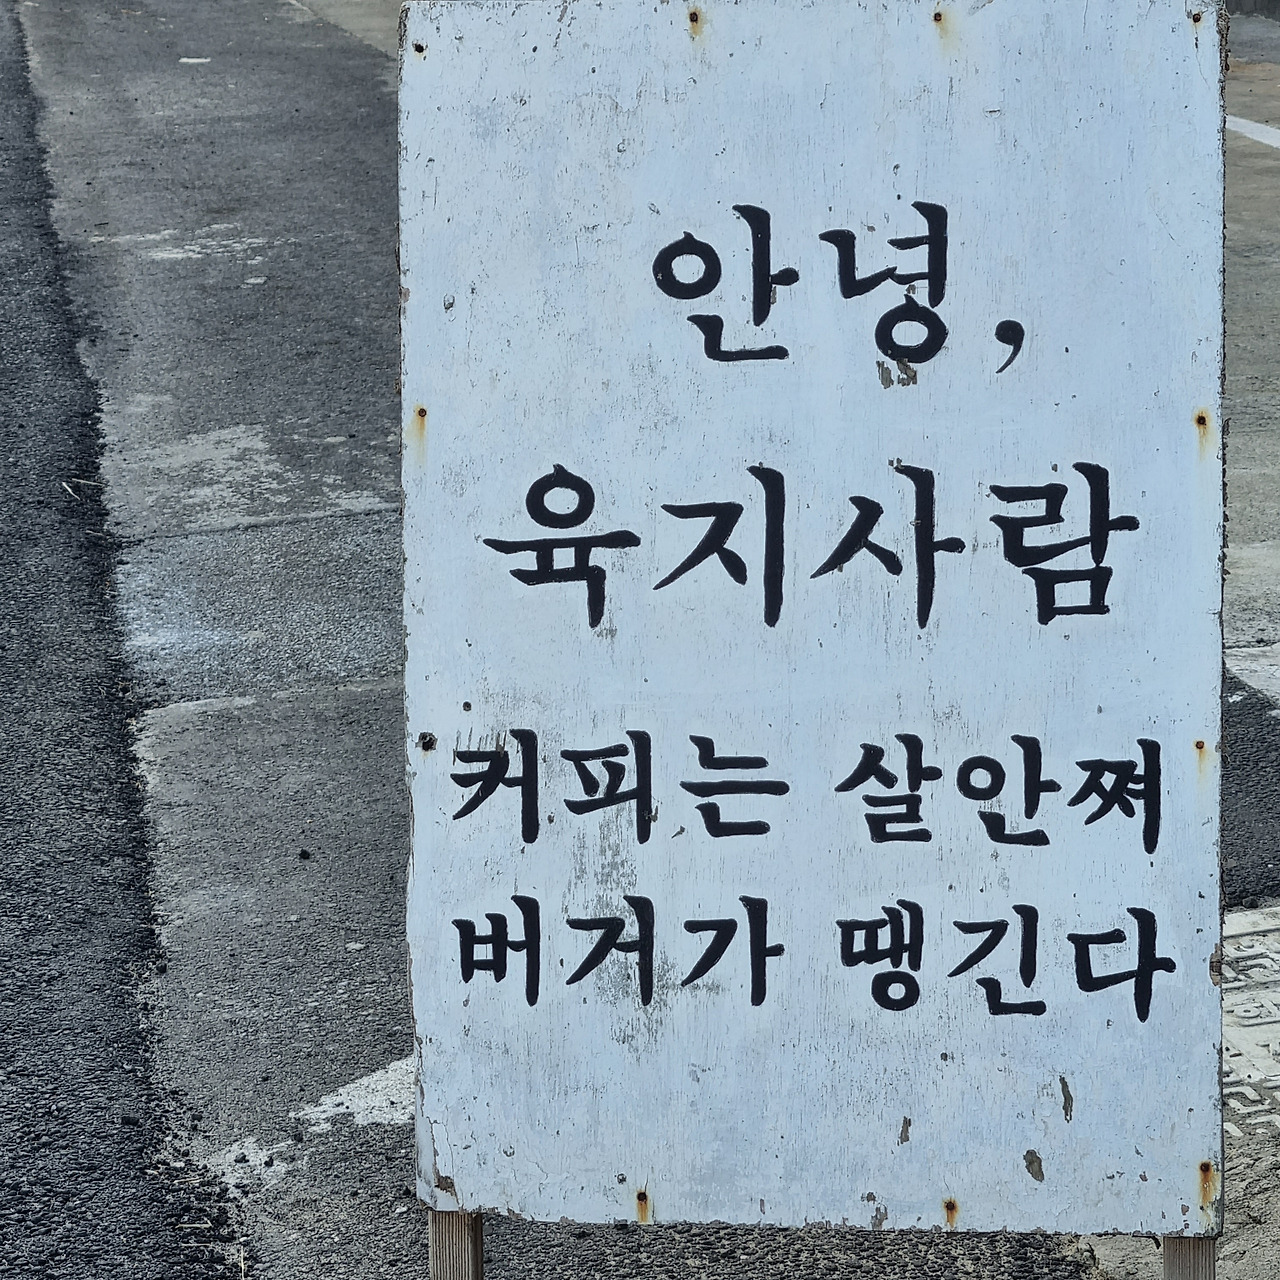 안녕,
육지사람
커피는 살안쪄
버거가 땡긴다